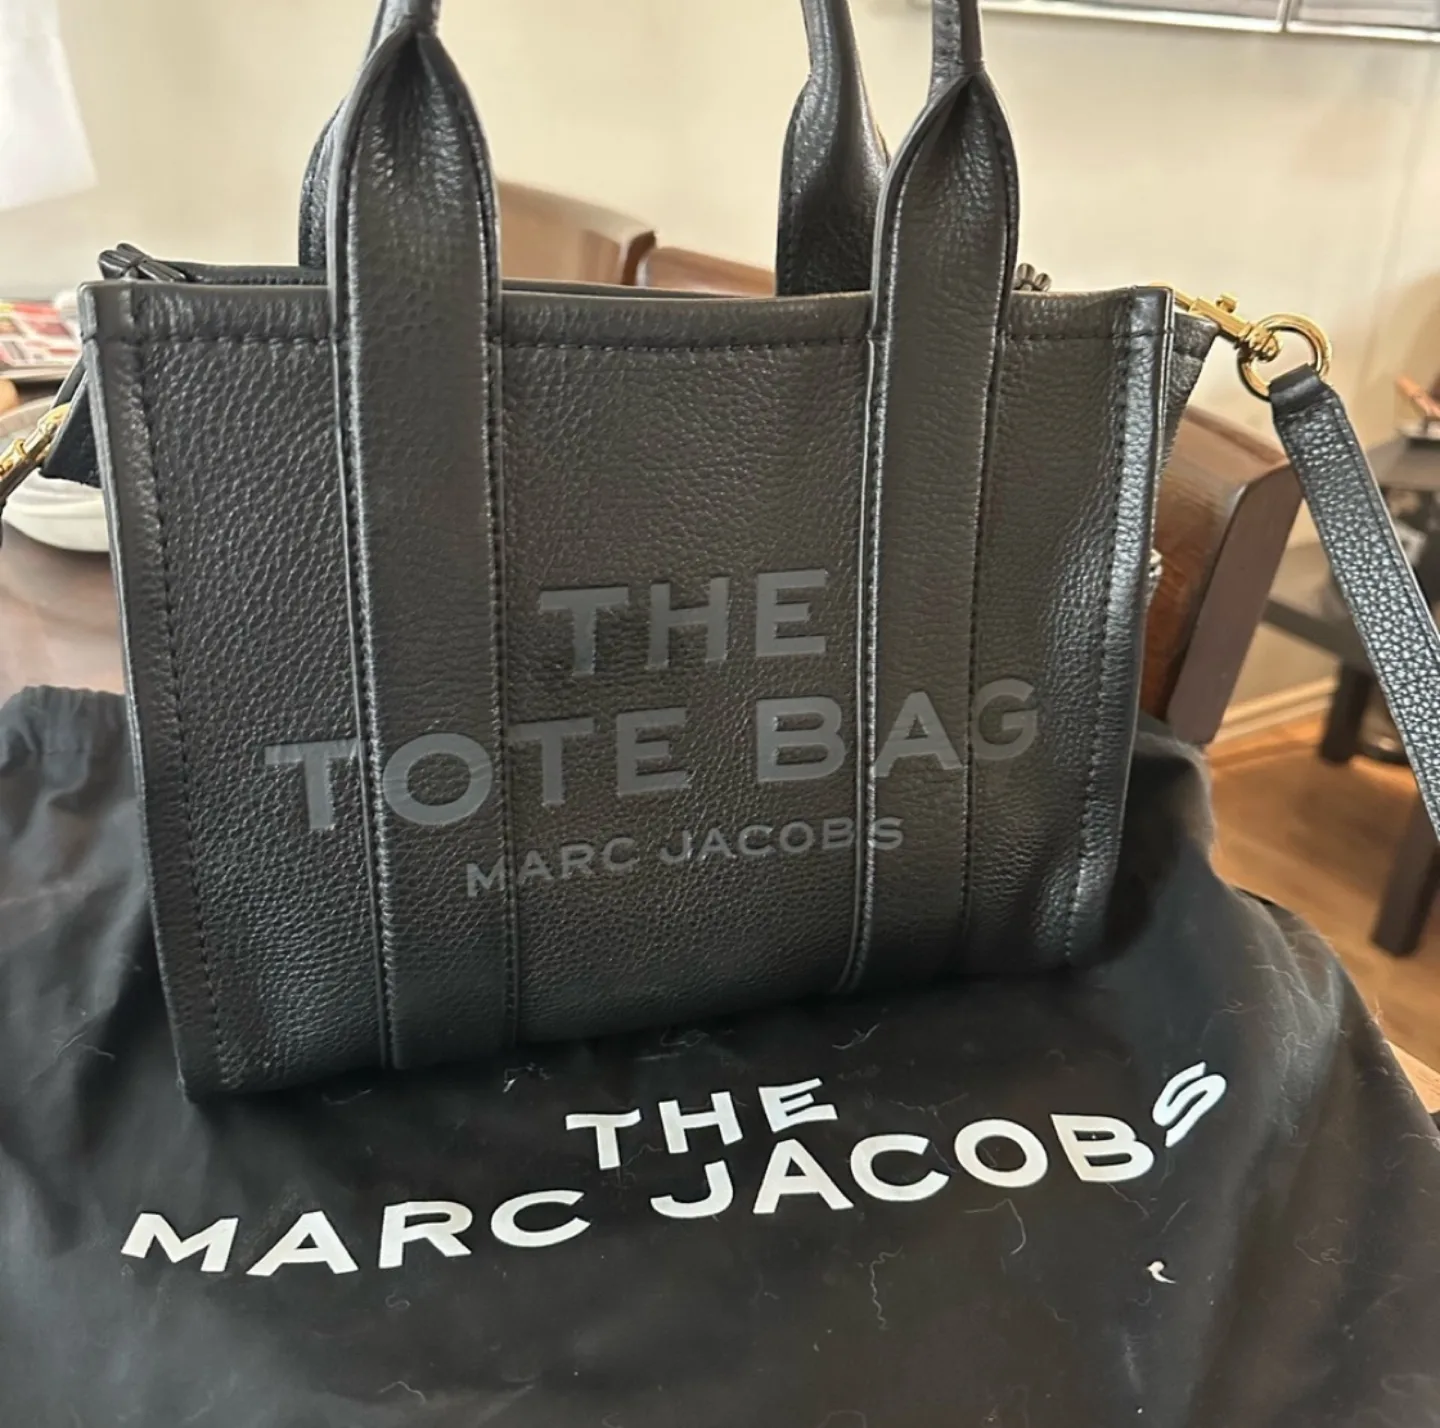 THE
TOTE BAG
MARC JACOBS
THE
MARC JACOBS